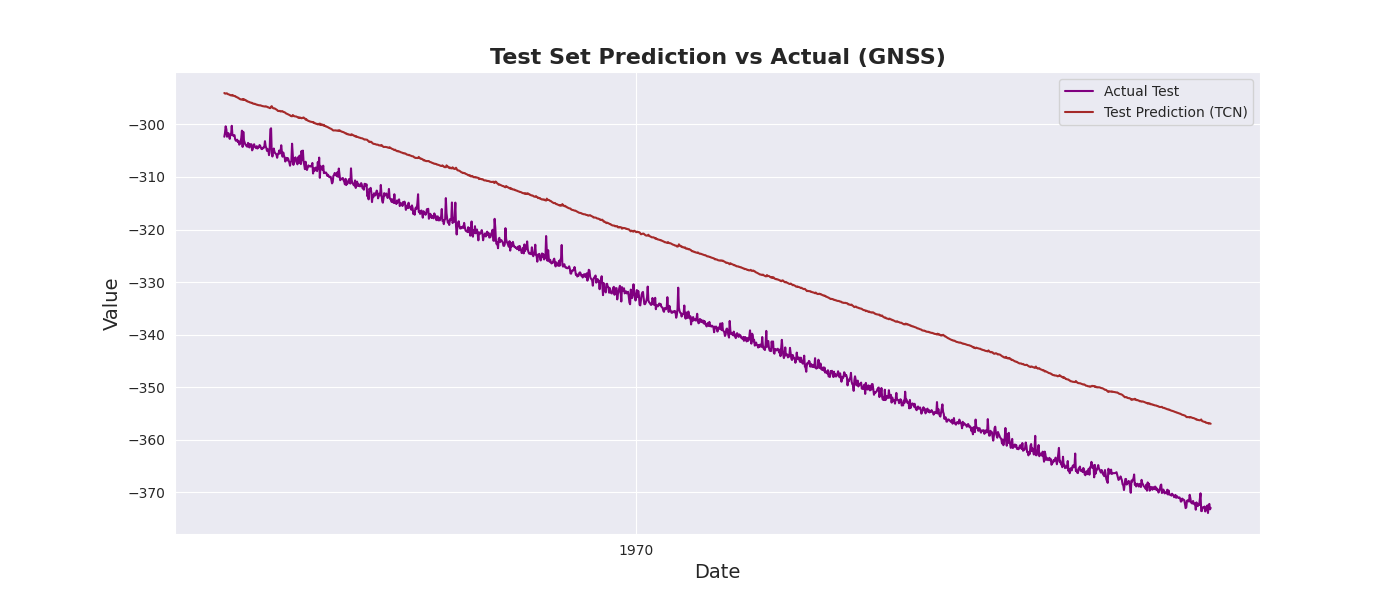 Test Set Prediction vs Actual (GNSS)
Actual Test
Test Prediction (TCN)
Value
−300
−310
−320
−330
−340
−350
−360
−370
1970
Date